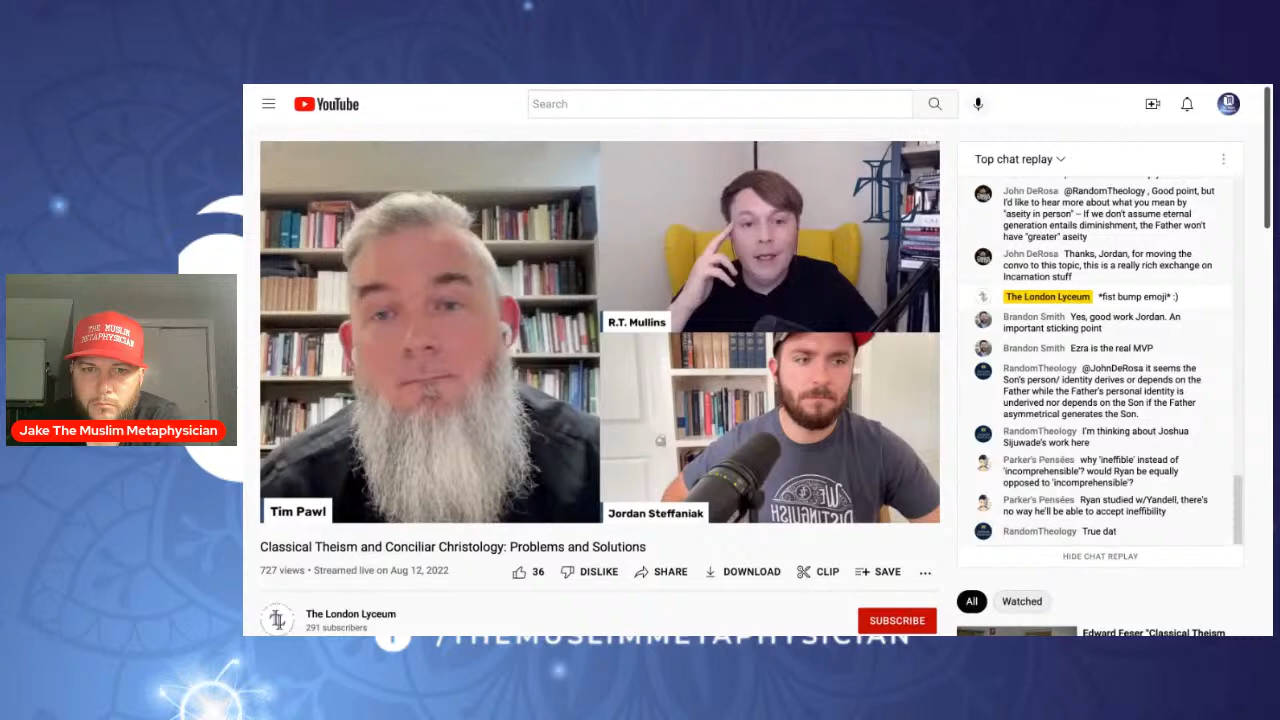 YouTube
Search
THE MUSLIM
METAPHYSICIAN
Jake The Muslim Metaphysician
R.T. Mullins
Tim Pawl
Jordan Steffaniak
Classical Theism and Conciliar Christology: Problems and Solutions
727 views • Streamed live on Aug 12, 2022
36
DISLIKE
SHARE
DOWNLOAD
CLIP
SAVE
The London Lyceum
291 subscribers
SUBSCRIBE
Top chat replay
John DeRosa @RandomTheology , Good point, but
I'd like to hear more about what you mean by
"aseity in person" -- If we don't assume eternal
generation entails diminishment, the Father won't
have "greater" aseity
John DeRosa Thanks, Jordan, for moving the
convo to this topic, this is a really rich exchange on
Incarnation stuff
The London Lyceum *fist bump emoji* :)
Brandon Smith Yes, good work Jordan. An
important sticking point
Brandon Smith Ezra is the real MVP
RandomTheology @JohnDeRosa it seems the
Son's person/ identity derives or depends on the
Father while the Father's personal identity is
underived nor depends on the Son if the Father
asymmetrical generates the Son.
RandomTheology I'm thinking about Joshua
Sijuwade's work here
Parker's Pensées why 'ineffible' instead of
'incomprehensible'? would Ryan be equally
opposed to 'incomprehensible'?
Parker's Pensées Ryan studied w/Yandell, there's
no way he'll be able to accept ineffibility
RandomTheology True dat
HIDE CHAT REPLAY
All
Watched
Edward Feser "Classical Theism
/THEMUSLIMMETAPHYSICIAN